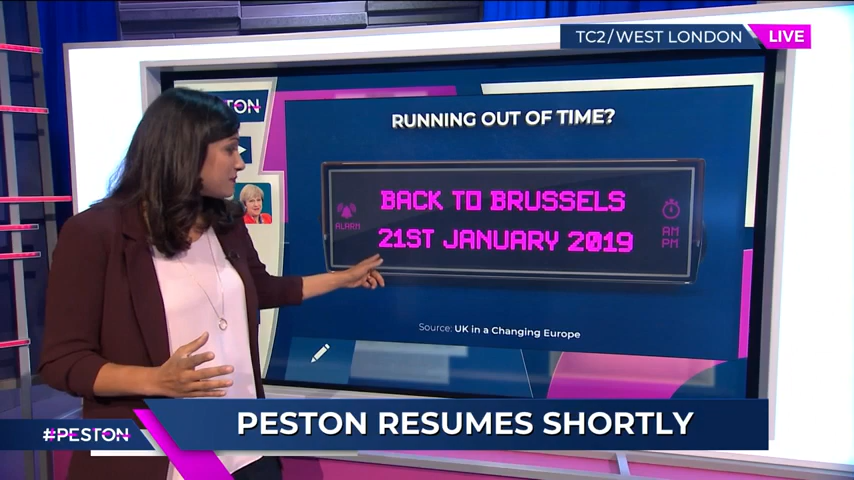 TC2/WEST LONDON
LIVE
STON
RUNNING OUT OF TIME?
BACK TO BRUSSELS
21ST JANUARY 2019
ALARM
AM
PM
Source: UK in a Changing Europe
PESTON RESUMES SHORTLY
#PESTON